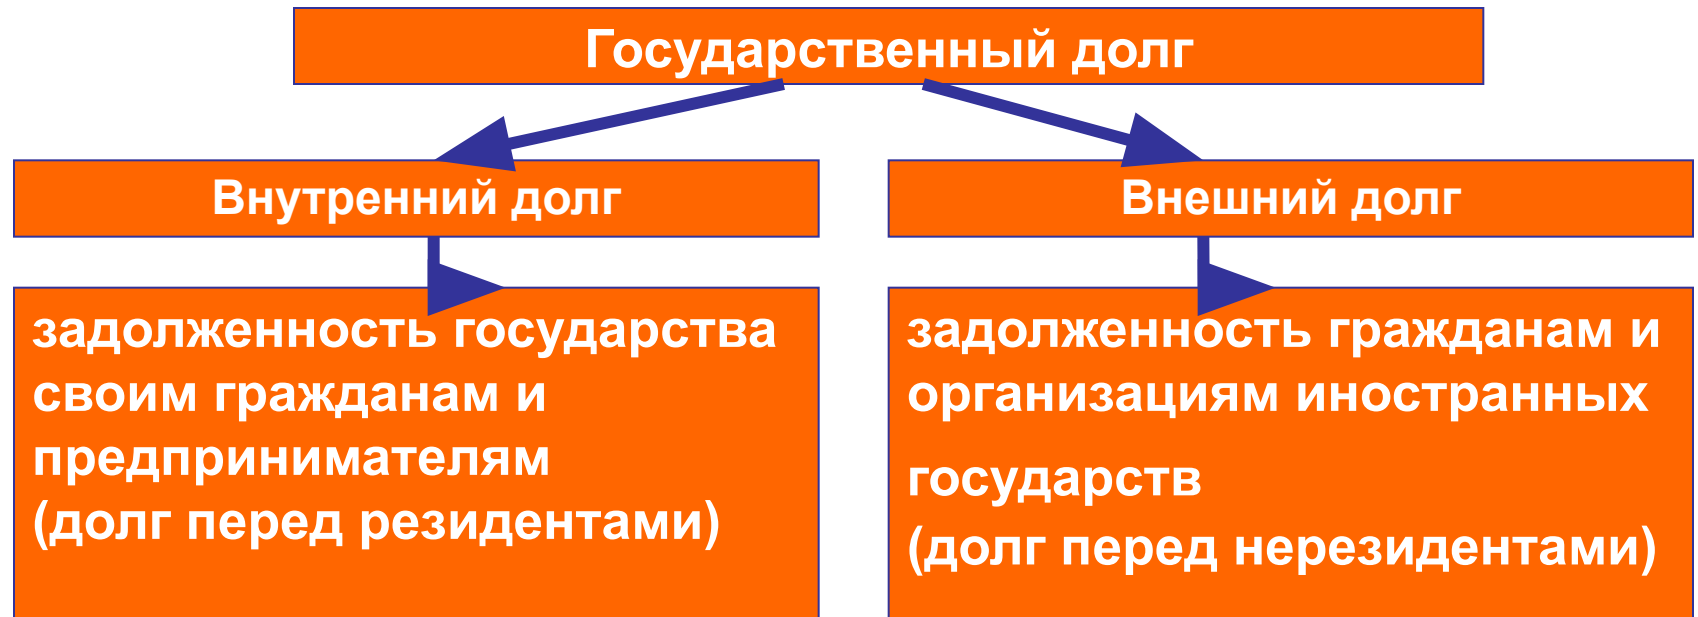 Государственный долг
Внутренний долг
Внешний долг
задолженность государства
своим гражданам и
предпринимателям
(долг перед резидентами)
задолженность гражданам и
организациям иностранных
государств
(долг перед нерезидентами)